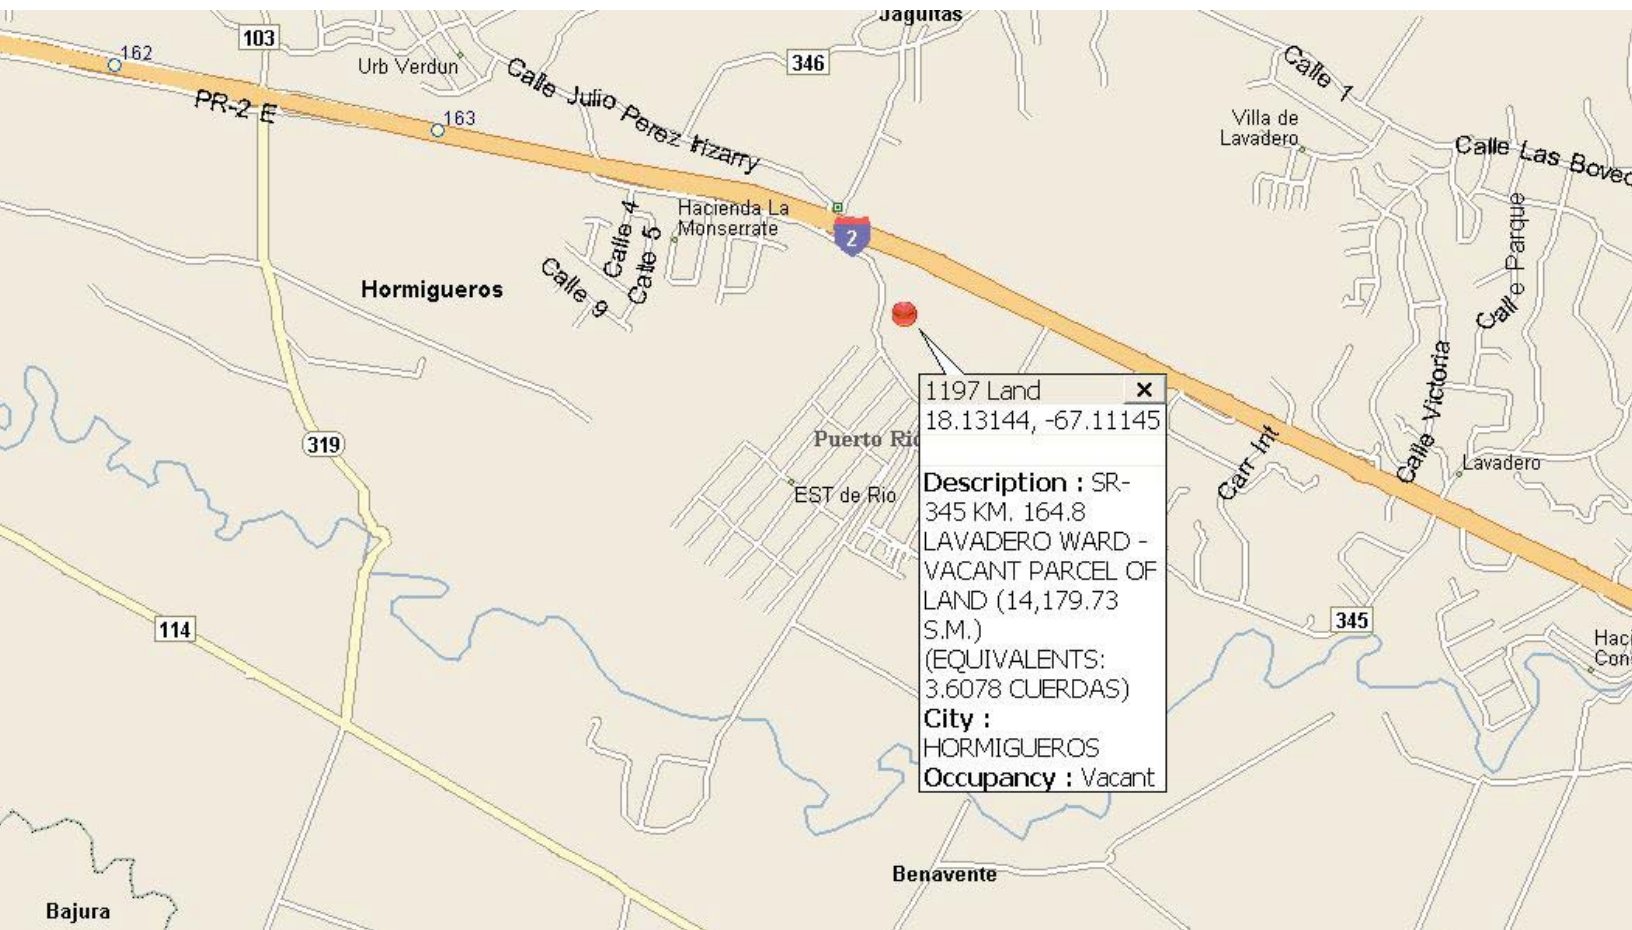 Jaguitas
103
162
346
Urb Verdun
Calle Julio Perez Irizarry
Calle 1
PR-2 E
163
Villa de
Lavadero
Calle Las Boved
Calle 4
Hacienda La
Monserrate
Calle 5
2
Calle Parque
Hormigueros
Calle 9
1197 Land
18.13144, -67.11145
Description : SR-
345 KM. 164.8
LAVADERO WARD -
VACANT PARCEL OF
LAND (14,179.73
S.M.)
(EQUIVALENTS:
3.6078 CUERDAS)
City :
HORMIGUEROS
Occupancy : Vacant
Calle Victoria
319
Puerto Ric
Carr Int
Lavadero
EST de Rio
114
345
Haci
Con
Benavente
Bajura